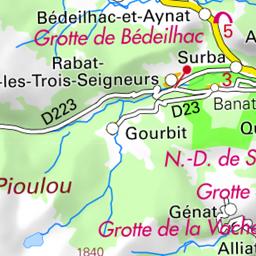 Bédeilhac-et-Aynat
5
Grotte de Bédeilhac
Surba
Rabat-
-les-Trois-Seigneurs
3
D223
D23
Banat
Gourbit
N.-D. de S
Pioulou
Grotte
Génat
Grotte de la Vache
1840
Alliat